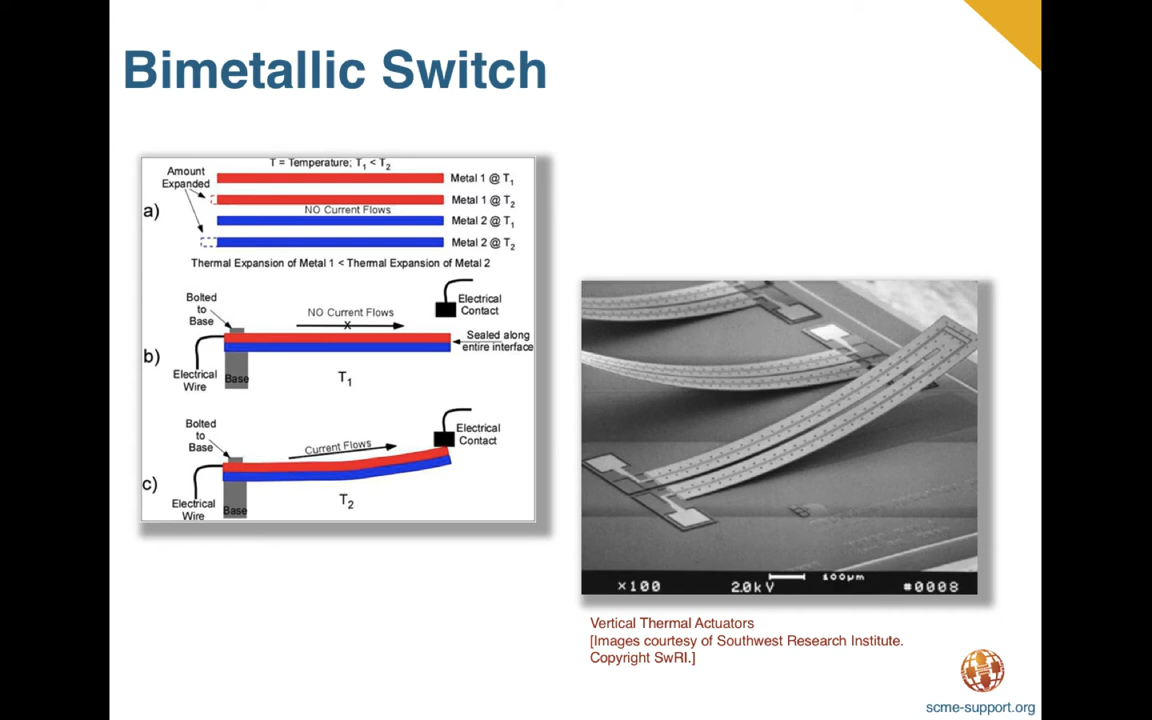 Bimetallic Switch
T = Temperature; T1 < T2
Amount
Expanded
Metal 1 @ T1
Metal 1 @ T2
a)
NO Current Flows
Metal 2 @ T1
Metal 2 @ T2
Thermal Expansion of Metal 1 < Thermal Expansion of Metal 2
Bolted
to
Base
NO Current Flows
x
Electrical
Contact
Sealed along
entire interface
b)
Electrical
Wire
Base
T1
Bolted
to
Base
Current Flows
Electrical
Contact
c)
Electrical
Wire
Base
T2
×100 2.0kV 100µm #0008
Vertical Thermal Actuators
[Images courtesy of Southwest Research Institute.
Copyright SwRI.]
scme-support.org